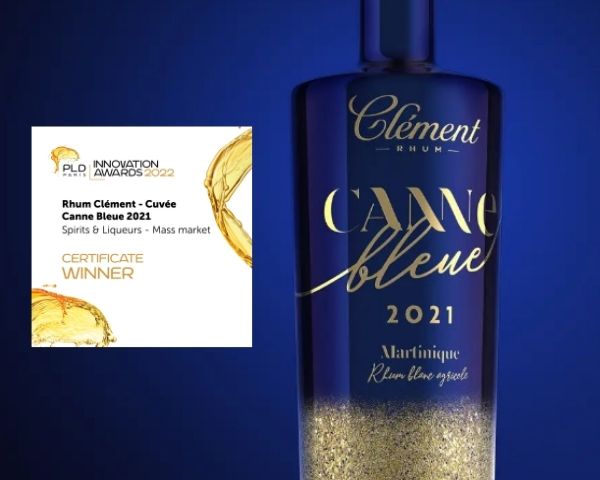 PLD
PARIS
INNOVATION
AWARDS 2022
Rhum Clément - Cuvée
Canne Bleue 2021
Spirits & Liqueurs - Mass market
CERTIFICATE
WINNER
Clément
RHUM
CANNe
bleue
2021
Martinique
Rhum blanc agricole